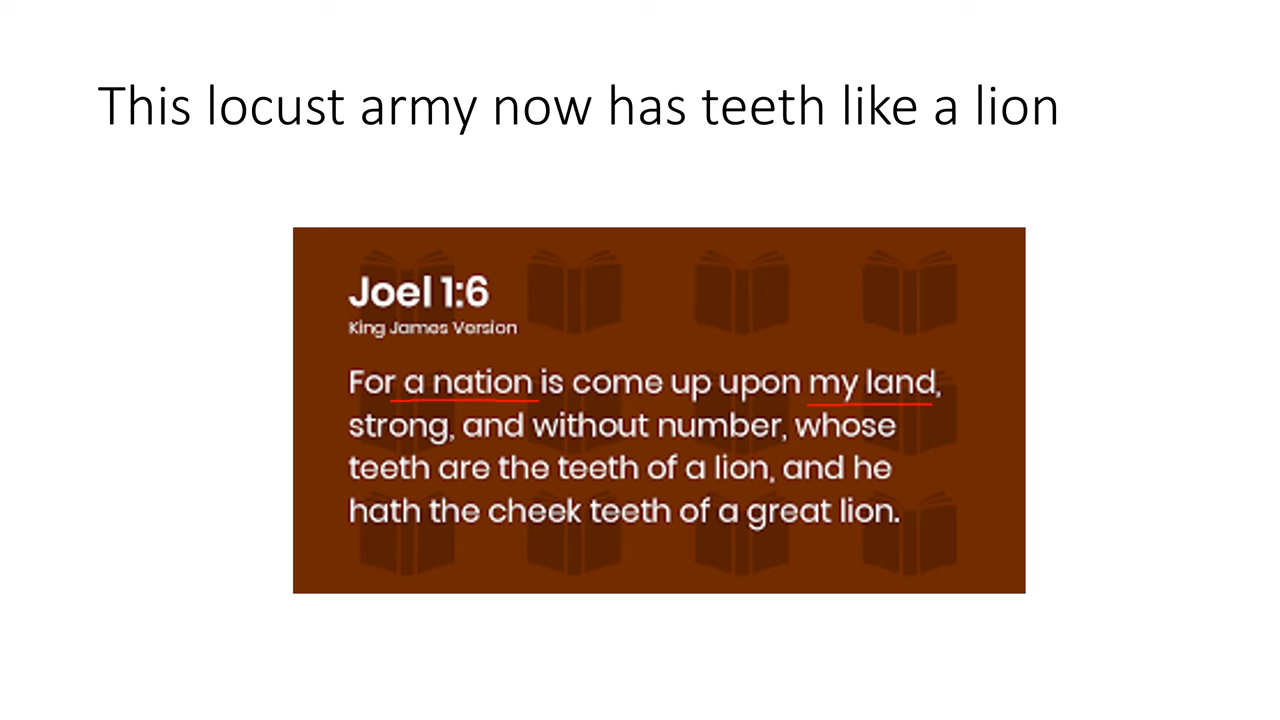 This locust army now has teeth like a lion
Joel 1:6
King James Version
For a nation is come up upon my land,
strong, and without number, whose
teeth are the teeth of a lion, and he
hath the cheek teeth of a great lion.